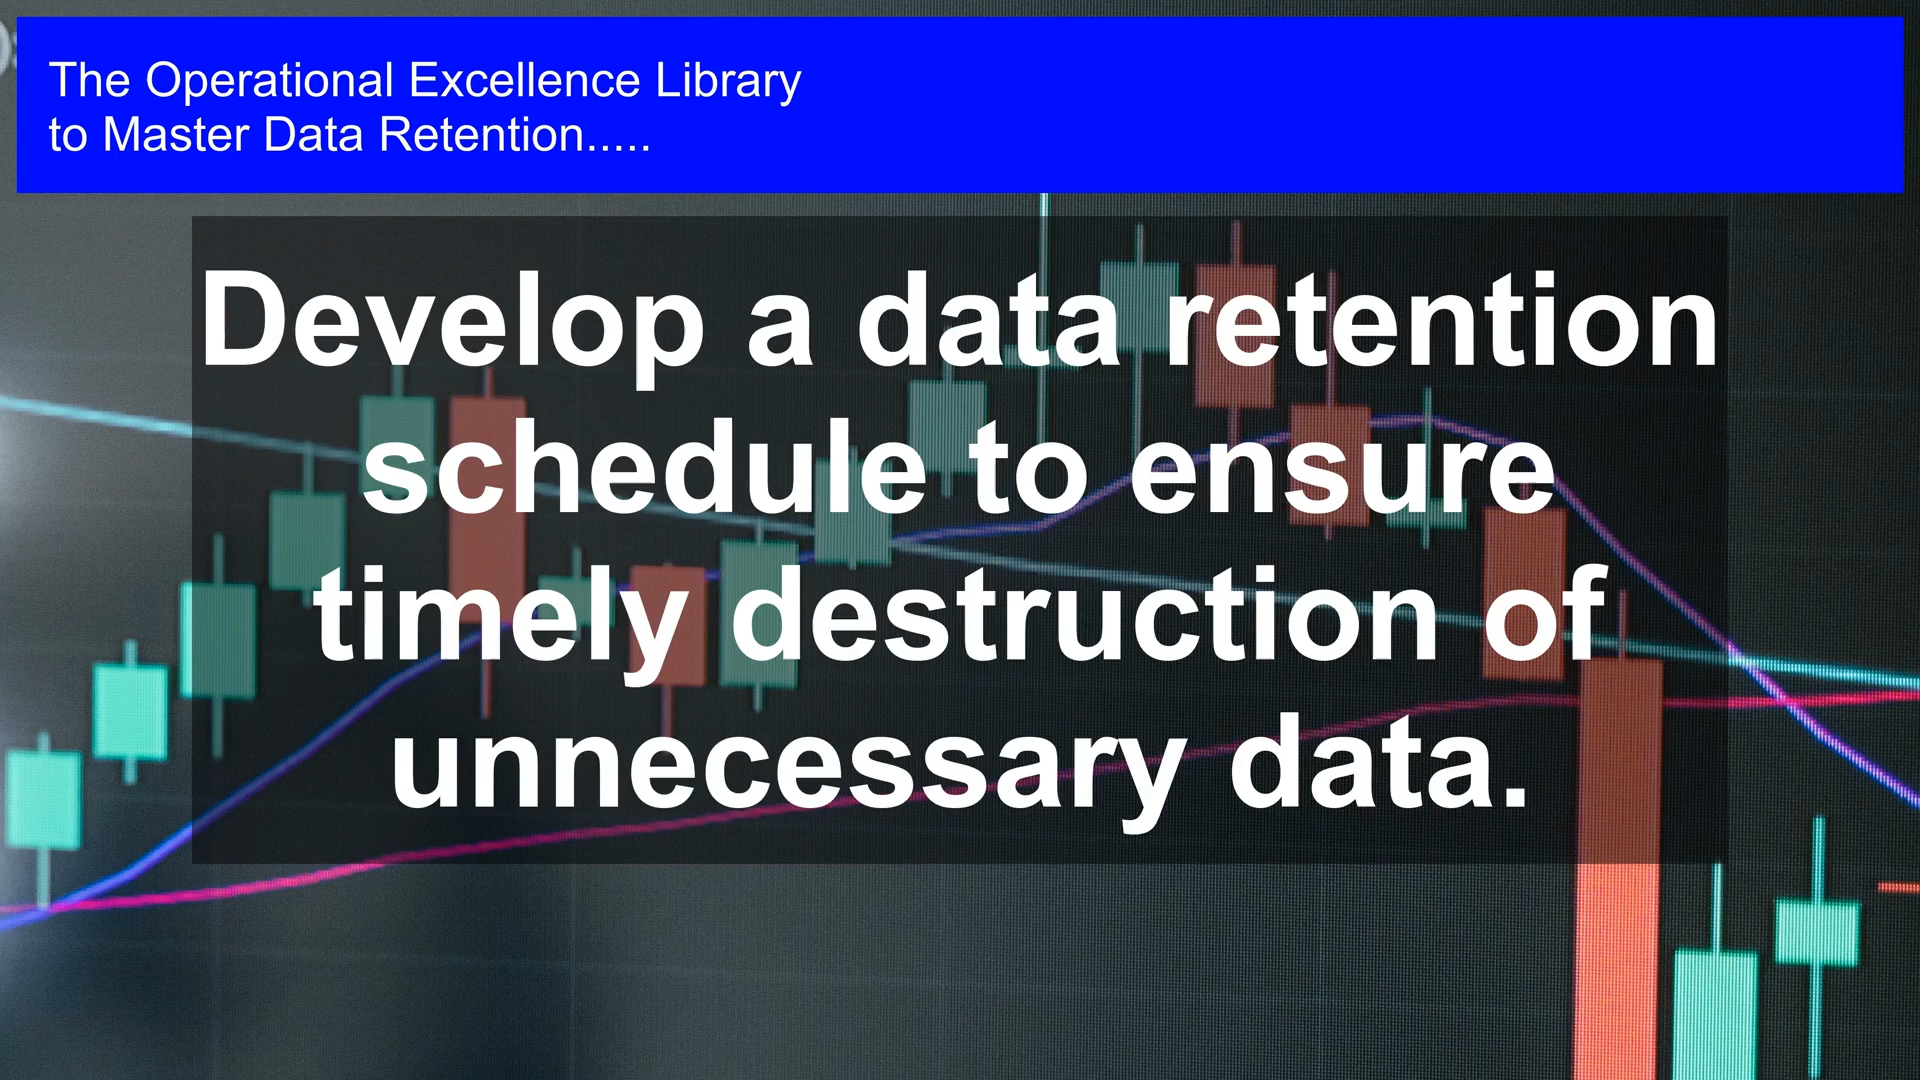 The Operational Excellence Library
to Master Data Retention.....
Develop a data retention
schedule to ensure
timely destruction of
unnecessary data.